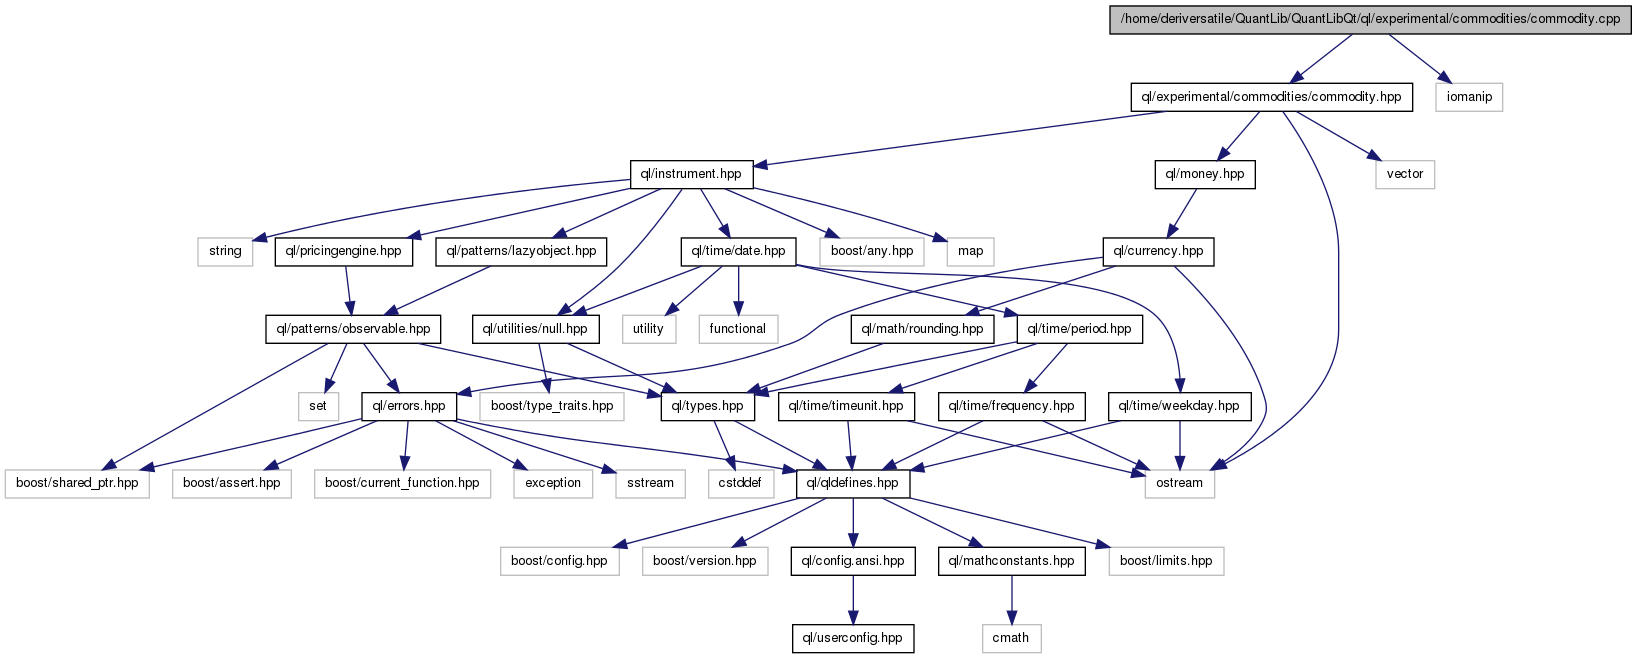 /home/deriversatile/QuantLib/QuantLibQt/ql/experimental/commodities/commodity.cpp
ql/experimental/commodities/commodity.hpp
iomanip
ql/instrument.hpp
ql/money.hpp
vector
string
ql/pricingengine.hpp
ql/patterns/lazyobject.hpp
ql/time/date.hpp
boost/any.hpp
map
ql/currency.hpp
ql/patterns/observable.hpp
ql/utilities/null.hpp
utility
functional
ql/math/rounding.hpp
ql/time/period.hpp
set
ql/errors.hpp
boost/type_traits.hpp
ql/types.hpp
ql/time/timeunit.hpp
ql/time/frequency.hpp
ql/time/weekday.hpp
boost/shared_ptr.hpp
boost/assert.hpp
boost/current_function.hpp
exception
sstream
cstddef
ql/qldefines.hpp
ostream
boost/config.hpp
boost/version.hpp
ql/config.ansi.hpp
ql/mathconstants.hpp
boost/limits.hpp
ql/userconfig.hpp
cmath